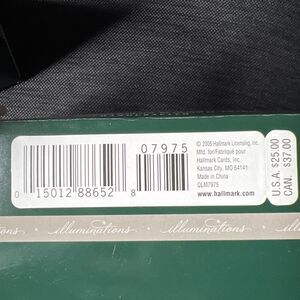 07975
0 15012 88652 8
© 2005 Hallmark Licensing, Inc.
Mfd. for/Fabriqué pour
Hallmark Cards, Inc.
Kansas City, MO 64141
Made in China
QLM7975
www.hallmark.com
U.S.A. $25.00
CAN. $37.00
illuminations illuminations